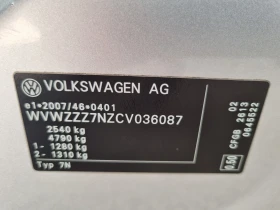 VOLKSWAGEN AG
e1*2007/46*0401
WVWZZZ7NZCV036087
2540 kg
4790 kg
1- 1280 kg
2- 1310 kg
Typ 7N
02
CFGB 2613
0645522
0.50